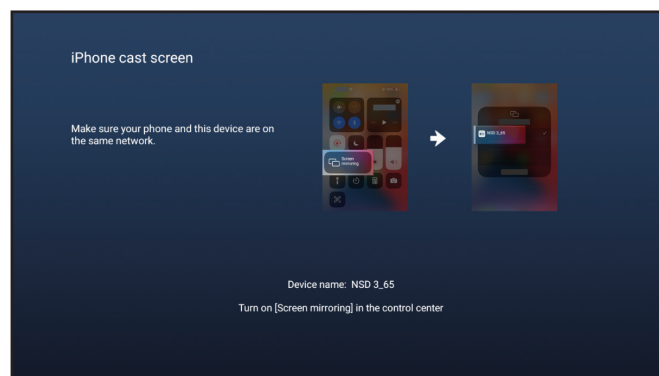 iPhone cast screen
Make sure your phone and this device are on
the same network.
Screen
mirroring
NSD 3_65
Device name: NSD 3_65
Turn on [Screen mirroring] in the control center